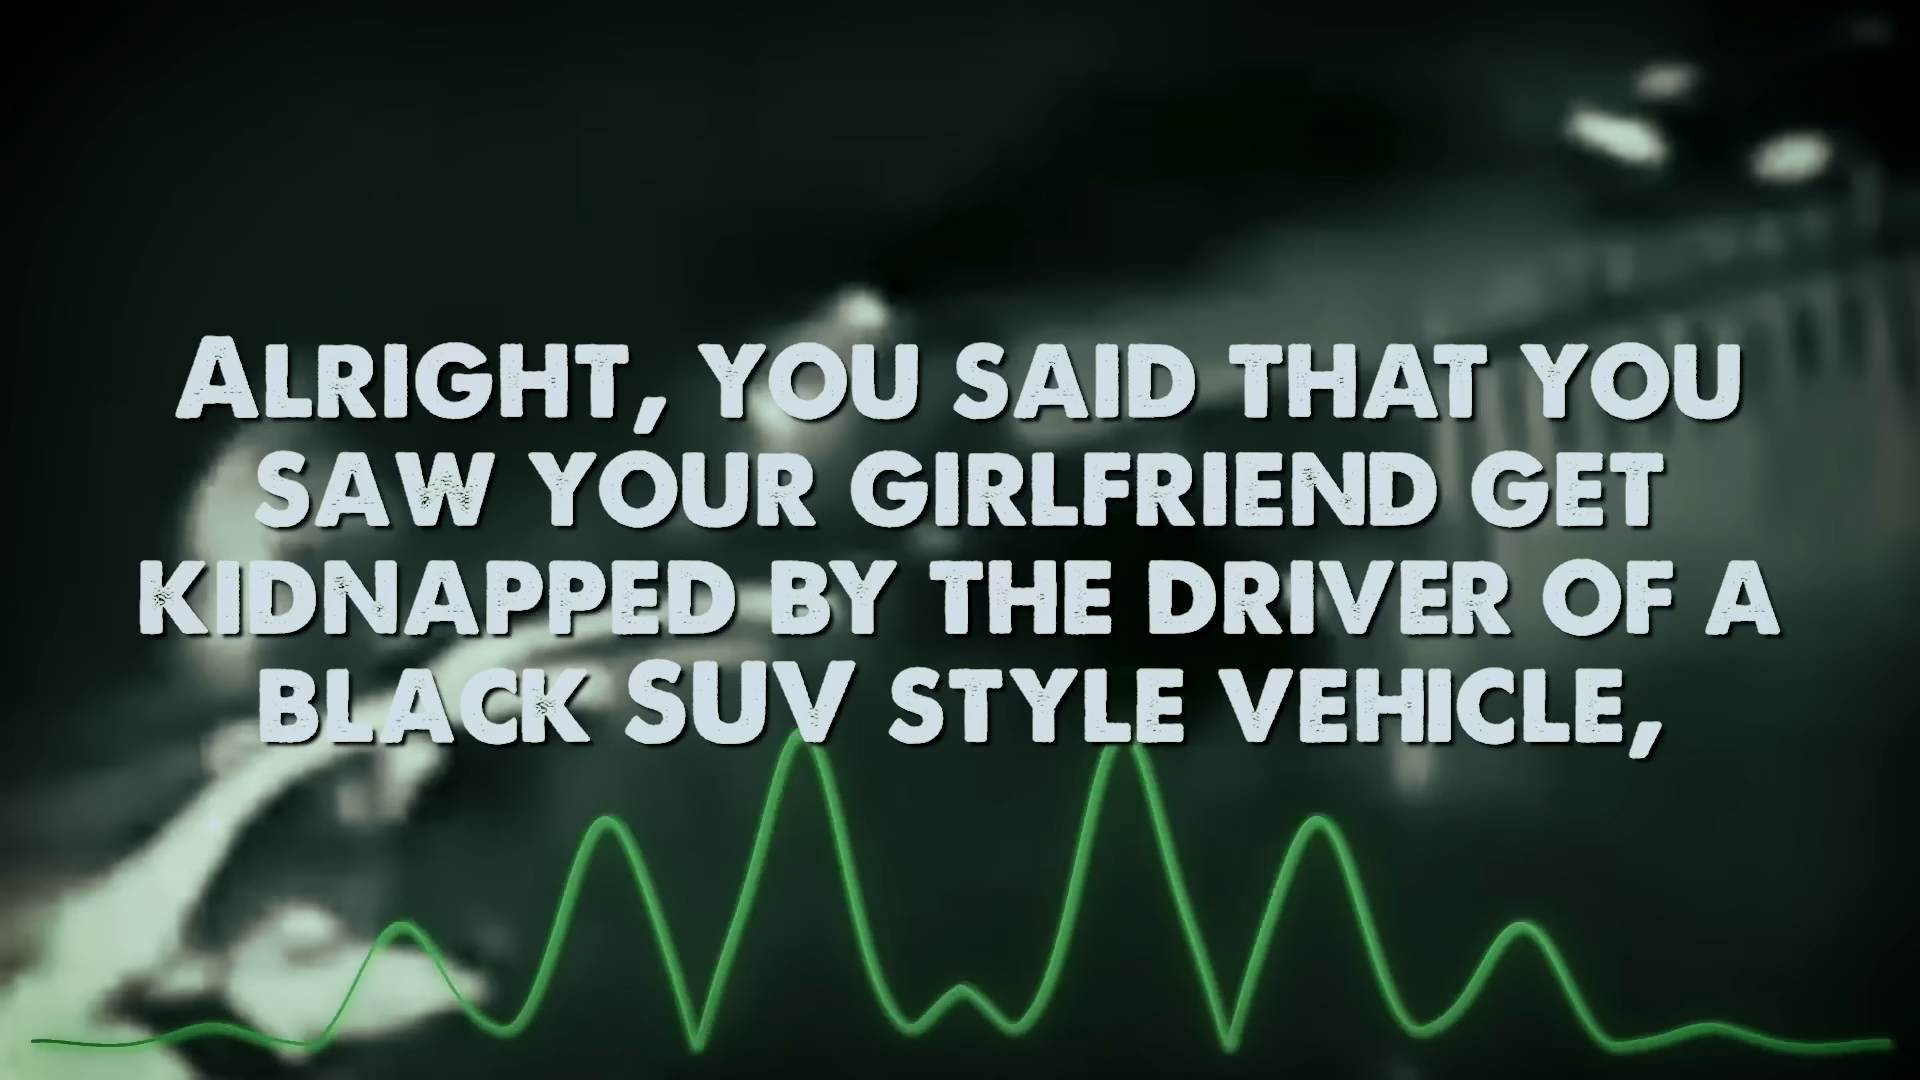 Alright, you said that you
saw your girlfriend get
kidnapped by the driver of a
black SUV style vehicle,